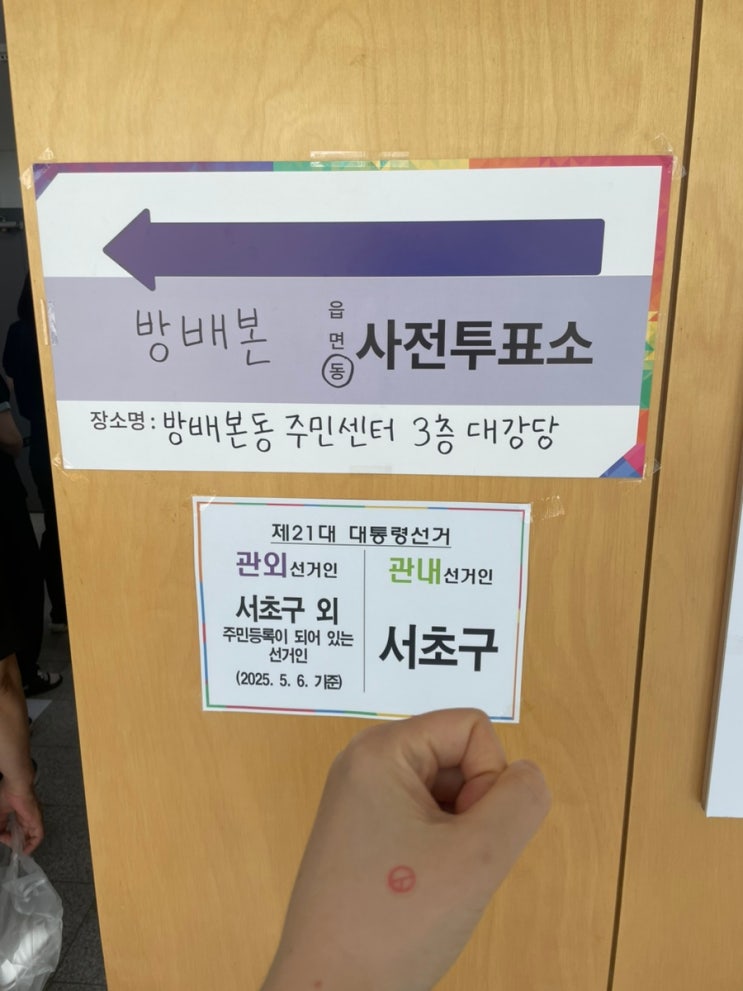 방배본 읍 면 동 사전투표소
장소명: 방배본동 주민센터 3층 대강당
제21대 대통령선거
관외선거인
서초구 외
주민등록이 되어 있는
선거인
(2025. 5. 6. 기준)
관내선거인
서초구